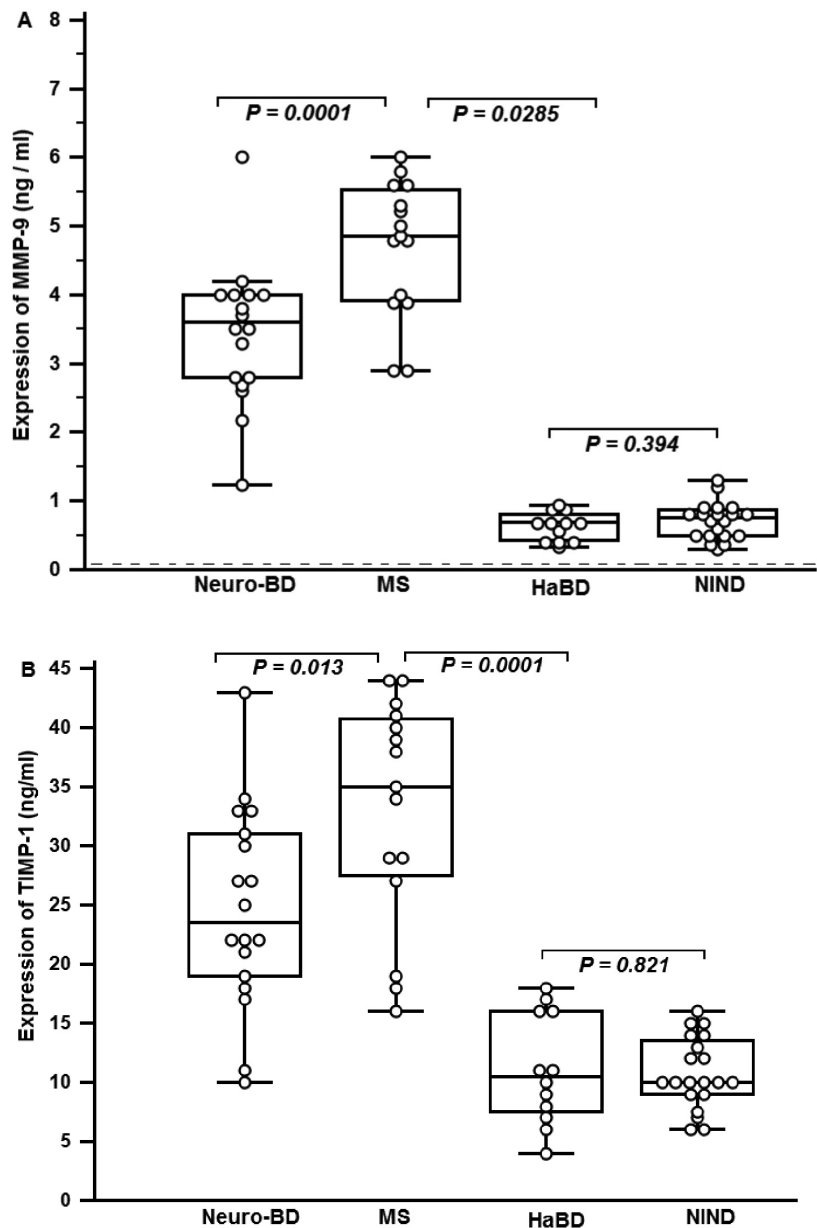 A
8
7
6
5
4
3
2
1
0
Expression of MMP-9 (ng / ml)
P = 0.0001
P = 0.0285
P = 0.394
Neuro-BD MS HaBD NIND
B
45
40
35
30
25
20
15
10
5
0
Expression of TIMP-1 (ng/ml)
P = 0.013
P = 0.0001
P = 0.821
Neuro-BD MS HaBD NIND